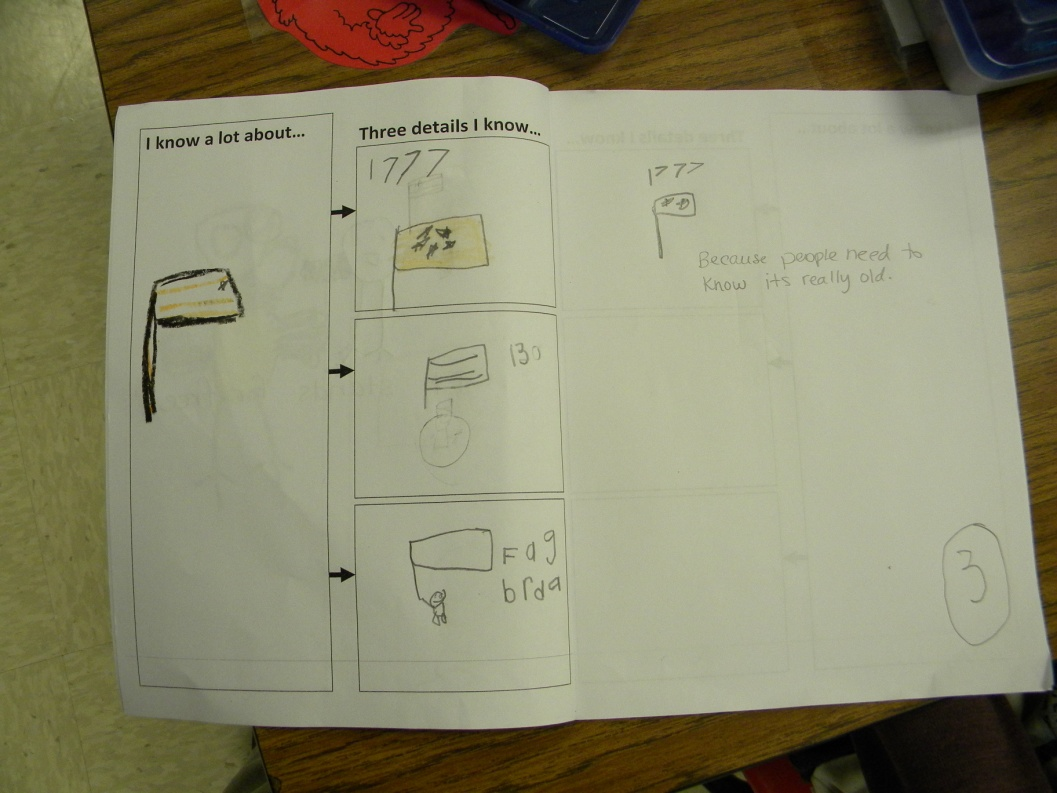 I know a lot about...
Three details I know...
1777
130
Fag
brda
1777
Because people need to
know its really old.
3